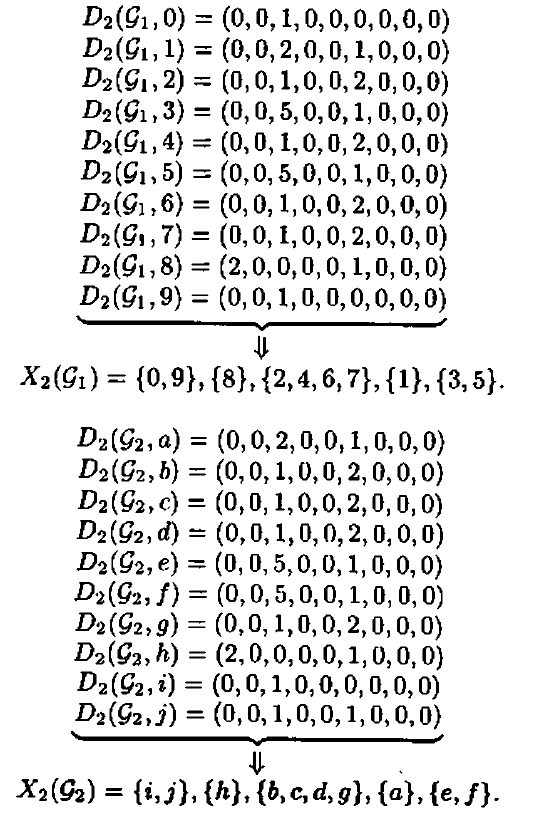 D₂(𝒢₁, 0) = (0, 0, 1, 0, 0, 0, 0, 0, 0)
D₂(𝒢₁, 1) = (0, 0, 2, 0, 0, 1, 0, 0, 0)
D₂(𝒢₁, 2) = (0, 0, 1, 0, 0, 2, 0, 0, 0)
D₂(𝒢₁, 3) = (0, 0, 5, 0, 0, 1, 0, 0, 0)
D₂(𝒢₁, 4) = (0, 0, 1, 0, 0, 2, 0, 0, 0)
D₂(𝒢₁, 5) = (0, 0, 5, 0, 0, 1, 0, 0, 0)
D₂(𝒢₁, 6) = (0, 0, 1, 0, 0, 2, 0, 0, 0)
D₂(𝒢₁, 7) = (0, 0, 1, 0, 0, 2, 0, 0, 0)
D₂(𝒢₁, 8) = (2, 0, 0, 0, 0, 1, 0, 0, 0)
D₂(𝒢₁, 9) = (0, 0, 1, 0, 0, 0, 0, 0, 0)
⇓
X₂(𝒢₁) = {0, 9}, {8}, {2, 4, 6, 7}, {1}, {3, 5}.
D₂(𝒢₂, a) = (0, 0, 2, 0, 0, 1, 0, 0, 0)
D₂(𝒢₂, b) = (0, 0, 1, 0, 0, 2, 0, 0, 0)
D₂(𝒢₂, c) = (0, 0, 1, 0, 0, 2, 0, 0, 0)
D₂(𝒢₂, d) = (0, 0, 1, 0, 0, 2, 0, 0, 0)
D₂(𝒢₂, e) = (0, 0, 5, 0, 0, 1, 0, 0, 0)
D₂(𝒢₂, f) = (0, 0, 5, 0, 0, 1, 0, 0, 0)
D₂(𝒢₂, g) = (0, 0, 1, 0, 0, 2, 0, 0, 0)
D₂(𝒢₂, h) = (2, 0, 0, 0, 0, 1, 0, 0, 0)
D₂(𝒢₂, i) = (0, 0, 1, 0, 0, 0, 0, 0, 0)
D₂(𝒢₂, j) = (0, 0, 1, 0, 0, 1, 0, 0, 0)
⇓
X₂(𝒢₂) = {i, j}, {h}, {b, c, d, g}, {a}, {e, f}.